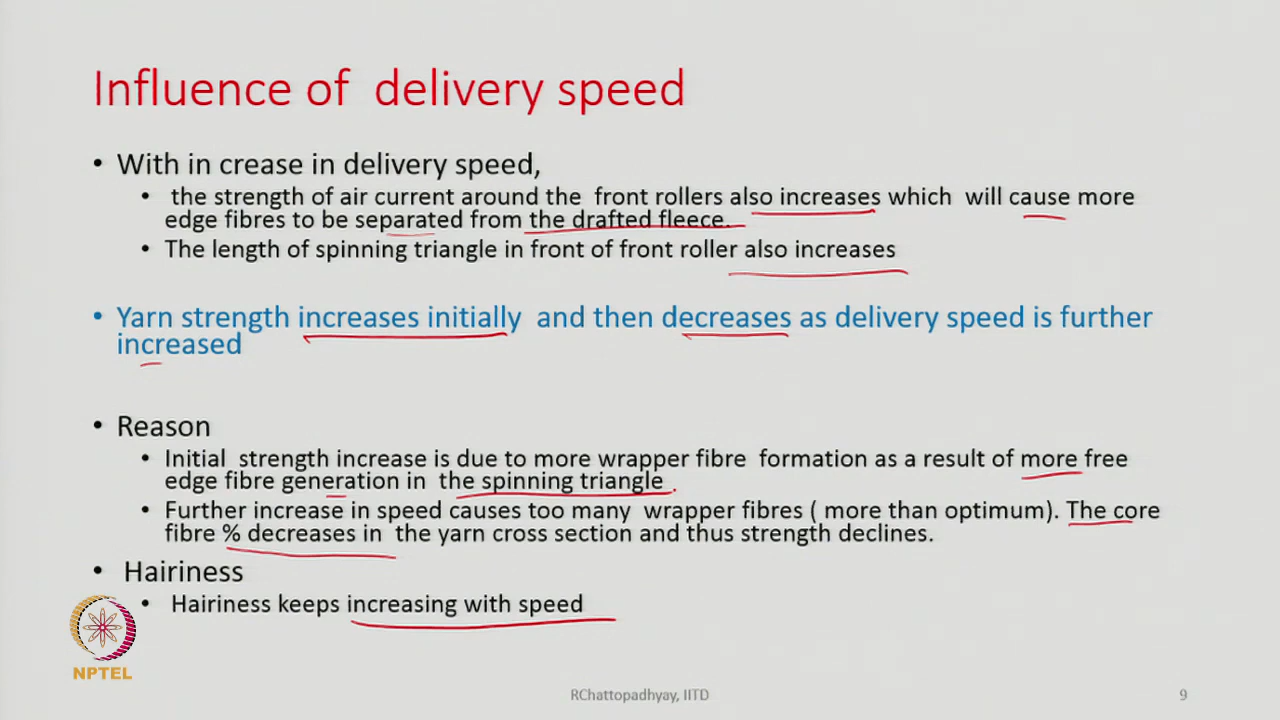 Influence of delivery speed
• With in crease in delivery speed,
• the strength of air current around the front rollers also increases which will cause more
edge fibres to be separated from the drafted fleece.
• The length of spinning triangle in front of front roller also increases
• Yarn strength increases initially and then decreases as delivery speed is further
increased
• Reason
• Initial strength increase is due to more wrapper fibre formation as a result of more free
edge fibre generation in the spinning triangle
• Further increase in speed causes too many wrapper fibres ( more than optimum). The core
fibre % decreases in the yarn cross section and thus strength declines.
• Hairiness
• Hairiness keeps increasing with speed
NPTEL
RChattopadhyay, IITD
9